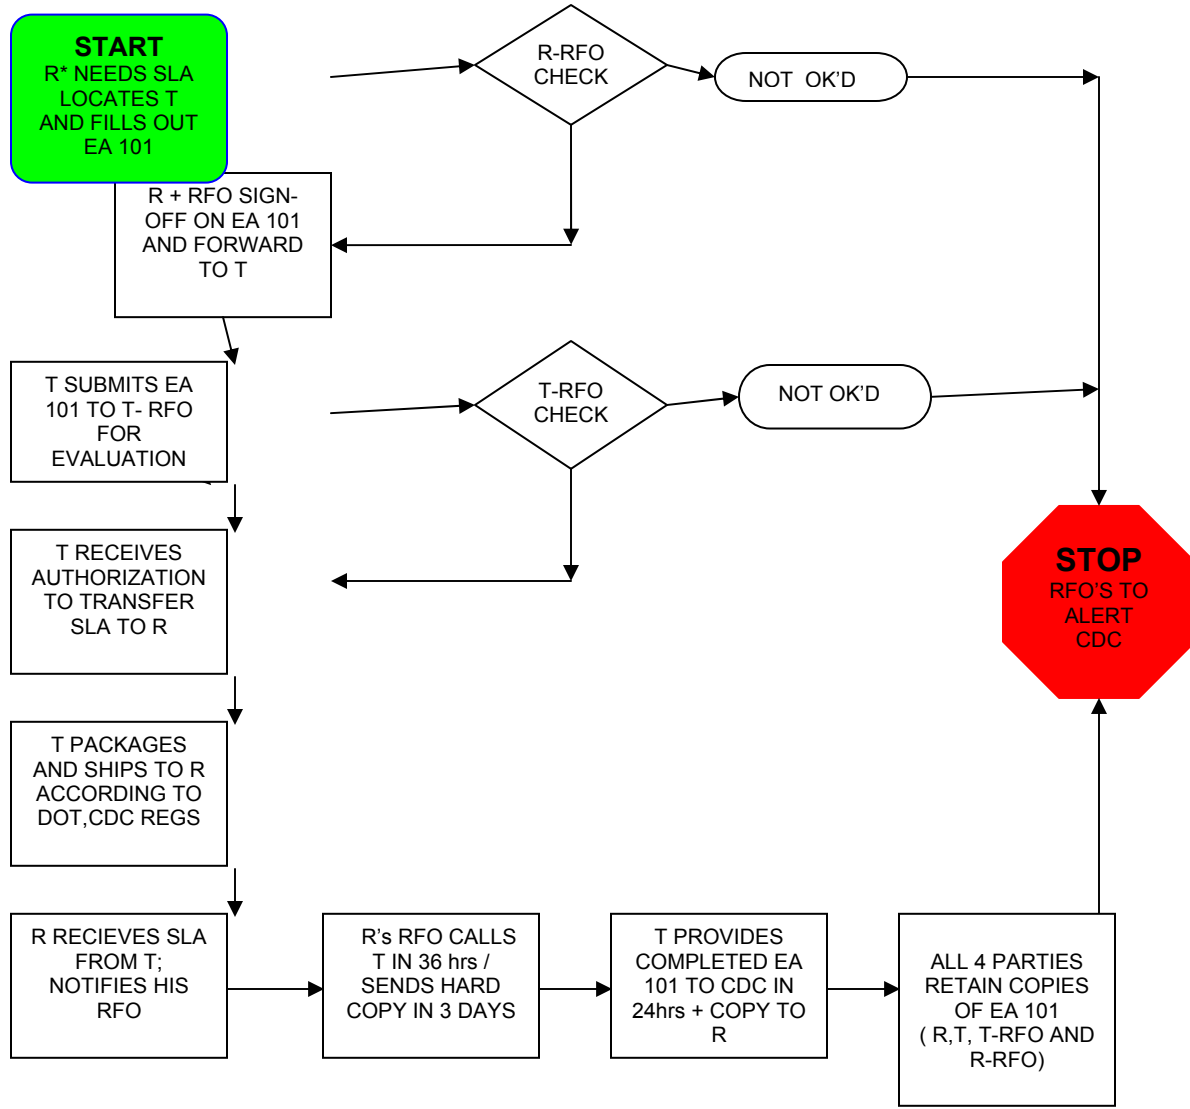 START
R* NEEDS SLA
LOCATES T
AND FILLS OUT
EA 101
R-RFO
CHECK
NOT OK'D
R + RFO SIGN-
OFF ON EA 101
AND FORWARD
TO T
T SUBMITS EA
101 TO T- RFO
FOR
EVALUATION
T-RFO
CHECK
NOT OK'D
T RECEIVES
AUTHORIZATION
TO TRANSFER
SLA TO R
STOP
RFO'S TO
ALERT
CDC
T PACKAGES
AND SHIPS TO R
ACCORDING TO
DOT,CDC REGS
R RECIEVES SLA
FROM T;
NOTIFIES HIS
RFO
R's RFO CALLS
T IN 36 hrs /
SENDS HARD
COPY IN 3 DAYS
T PROVIDES
COMPLETED EA
101 TO CDC IN
24hrs + COPY TO
R
ALL 4 PARTIES
RETAIN COPIES
OF EA 101
( R,T, T-RFO AND
R-RFO)